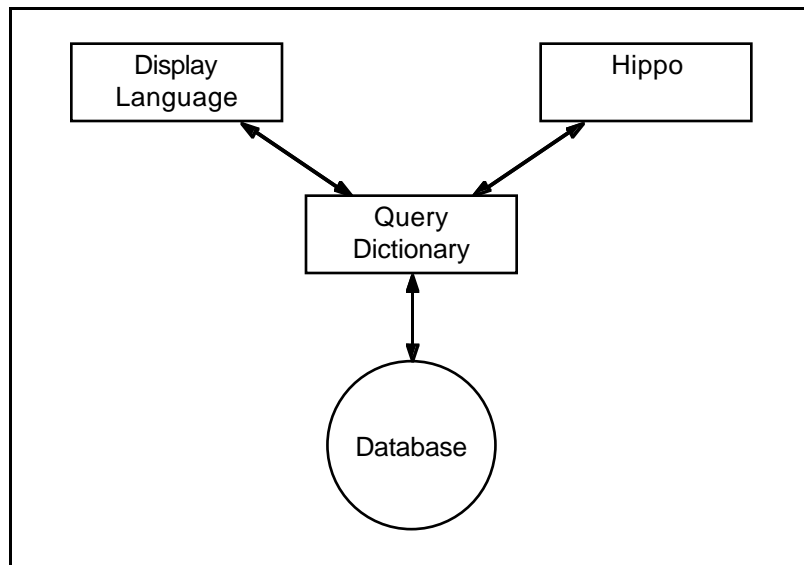 Display
Language
Hippo
Query
Dictionary
Database